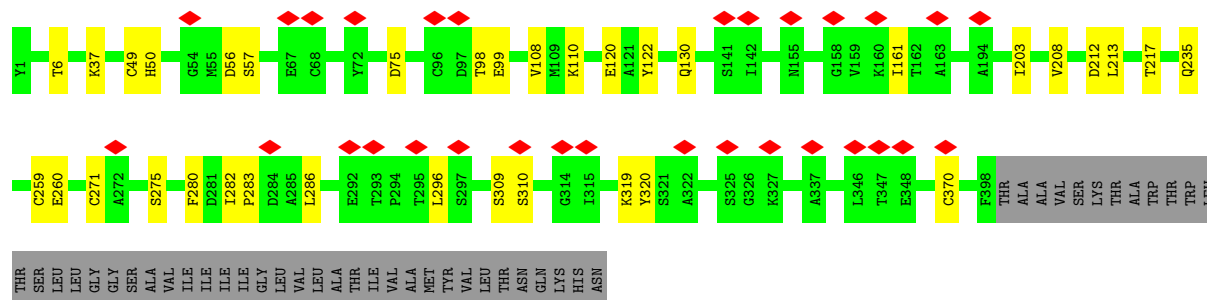 Y1 T6 K37 C49 H50 G54 M55 D56 S57 E67 C68 Y72 D75 C96 D97 T98 E99 V108 M109 K110 E120 A121 Y122 Q130 S141 I142 N155 G158 V159 K160 I161 T162 A163 A194 I203 V208 D212 L213 T217 Q235
C259 E260 C271 A272 S275 F280 D281 I282 P283 D284 A285 L286 E292 T293 P294 T295 L296 S297 S309 S310 G314 I315 K319 Y320 S321 A322 S325 G326 K327 A337 L346 T347 E348 C370 F398 THR ALA ALA VAL SER LYS THR ALA TRP THR TRP LEU
THR SER LEU LEU GLY GLY SER ALA VAL ILE ILE ILE ILE GLY LEU VAL LEU ALA THR ILE VAL ALA MET TYR VAL LEU THR ASN GLN LYS HIS ASN